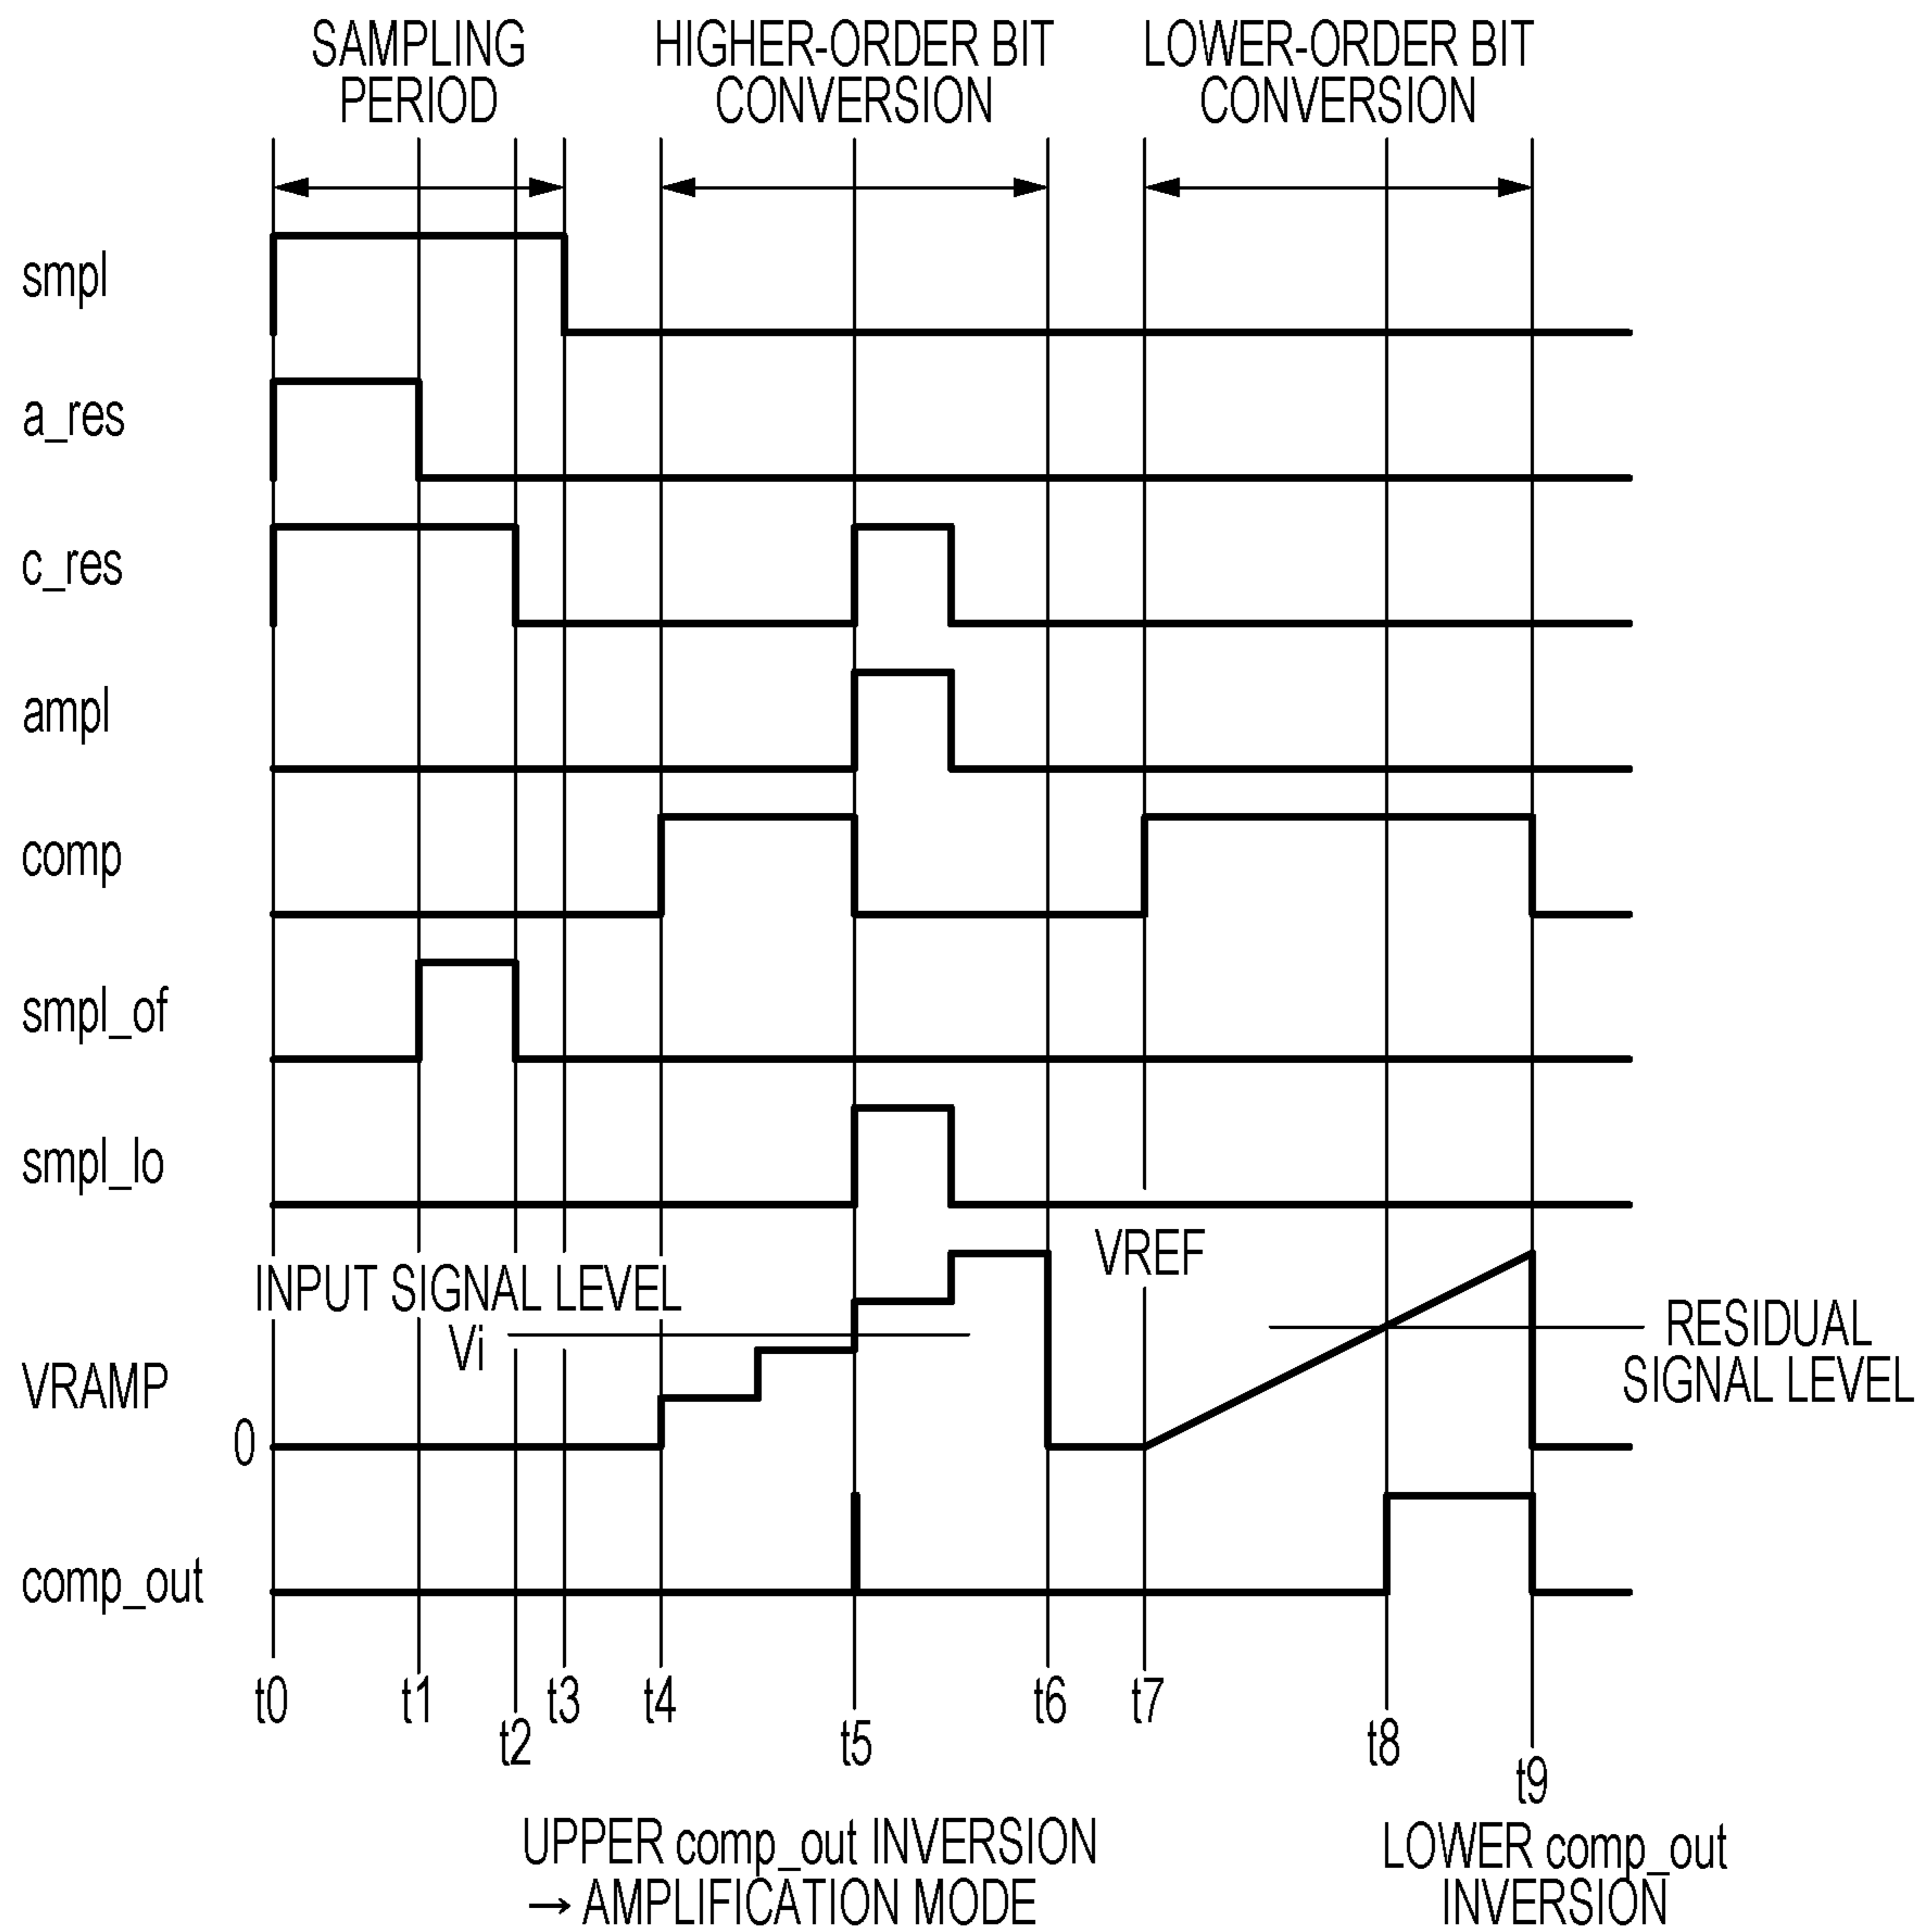 SAMPLING
PERIOD
HIGHER-ORDER BIT
CONVERSION
LOWER-ORDER BIT
CONVERSION
smpl
a_res
c_res
ampl
comp
smpl_of
smpl_lo
VREF
INPUT SIGNAL LEVEL
Vi
RESIDUAL
SIGNAL LEVEL
VRAMP
0
comp_out
t0
t1
t2
t3
t4
t5
t6
t7
t8
t9
UPPER comp_out INVERSION
→ AMPLIFICATION MODE
LOWER comp_out
INVERSION